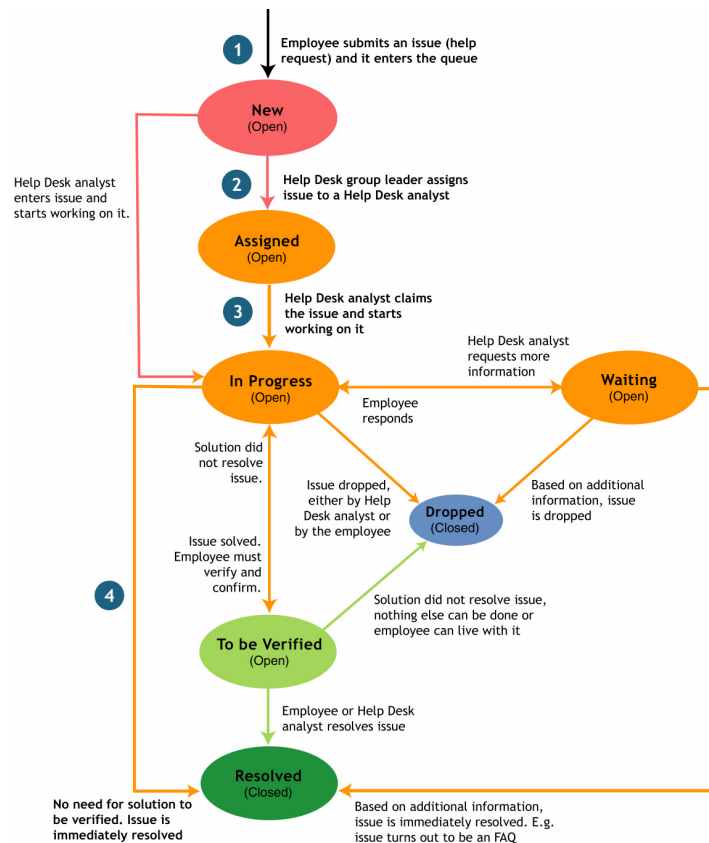 1
Employee submits an issue (help
request) and it enters the queue
New
(Open)
2
Help Desk group leader assigns
issue to a Help Desk analyst
Help Desk analyst
enters issue and
starts working on it.
Assigned
(Open)
3
Help Desk analyst claims
the issue and starts
working on it
Help Desk analyst
requests more
information
In Progress
(Open)
Waiting
(Open)
Employee
responds
Solution did
not resolve
issue.
Issue dropped,
either by Help
Desk analyst or
by the employee
Based on additional
information, issue
is dropped
Dropped
(Closed)
Issue solved.
Employee must
verify and
confirm.
4
Solution did not resolve issue,
nothing else can be done or
employee can live with it
To be Verified
(Open)
Employee or Help Desk
analyst resolves issue
Resolved
(Closed)
No need for solution to
be verified. Issue is
immediately resolved
Based on additional information,
issue is immediately resolved. E.g.
issue turns out to be an FAQ